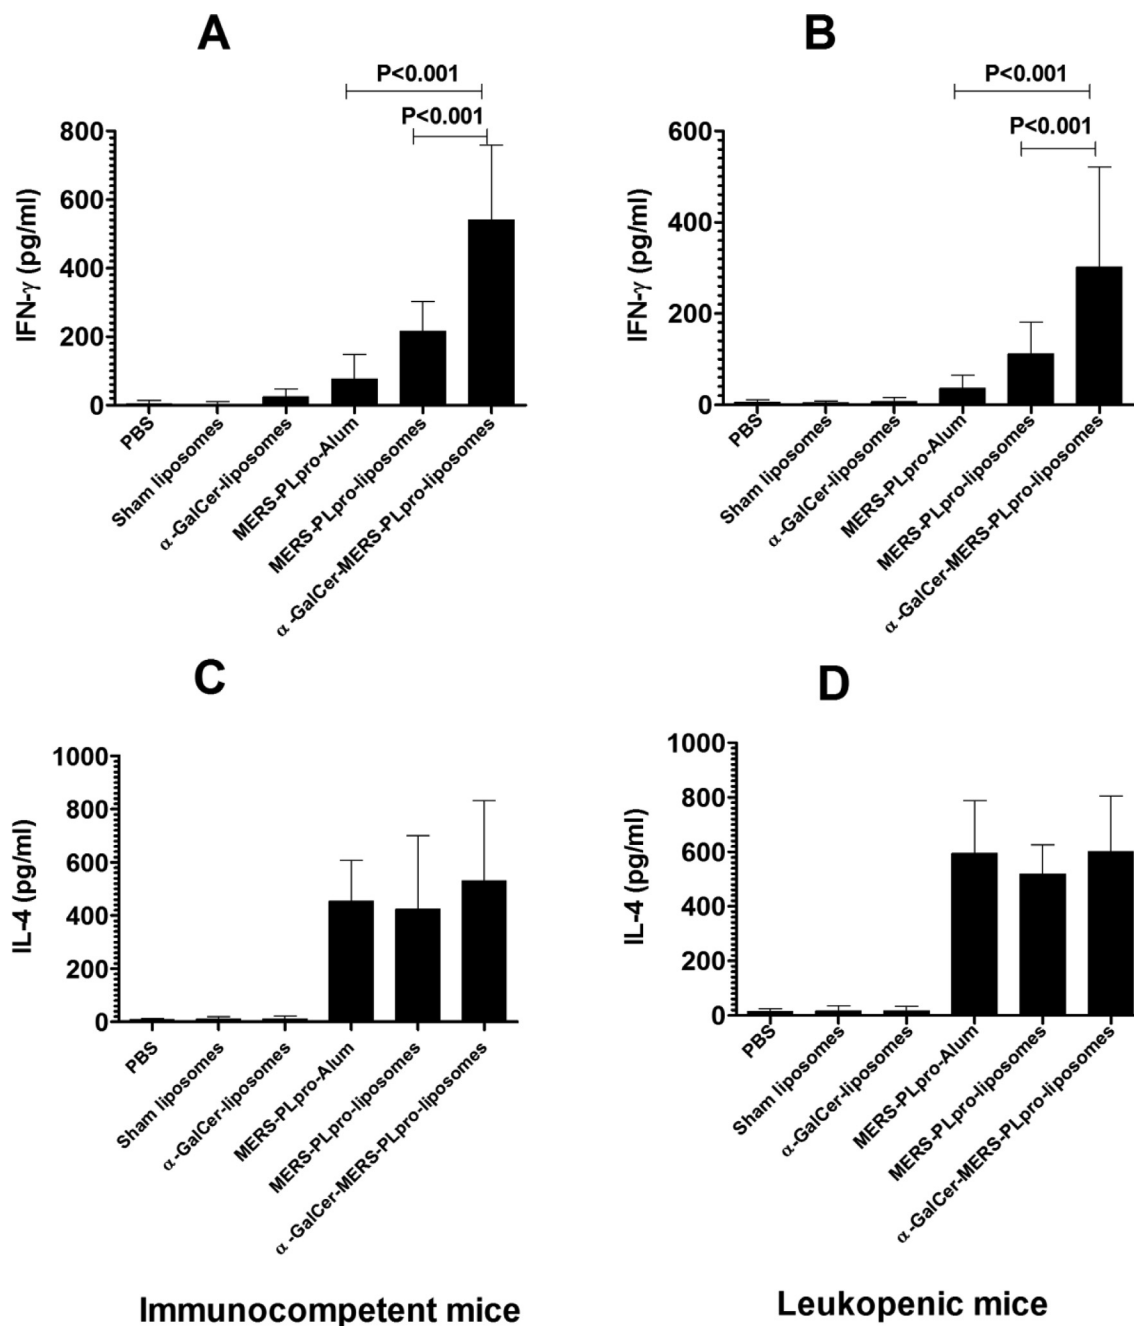 A
P<0.001
P<0.001
IFN-γ (pg/ml)
800
600
400
200
0
PBS
Sham liposomes
α-GalCer-liposomes
MERS-PLpro-Alum
MERS-PLpro-liposomes
α-GalCer-MERS-PLpro-liposomes
B
P<0.001
P<0.001
IFN-γ (pg/ml)
600
400
200
0
PBS
Sham liposomes
α-GalCer-liposomes
MERS-PLpro-Alum
MERS-PLpro-liposomes
α-GalCer-MERS-PLpro-liposomes
C
IL-4 (pg/ml)
1000
800
600
400
200
0
PBS
Sham liposomes
α-GalCer-liposomes
MERS-PLpro-Alum
MERS-PLpro-liposomes
α-GalCer-MERS-PLpro-liposomes
D
IL-4 (pg/ml)
1000
800
600
400
200
0
PBS
Sham liposomes
α-GalCer-liposomes
MERS-PLpro-Alum
MERS-PLpro-liposomes
α-GalCer-MERS-PLpro-liposomes
Immunocompetent mice
Leukopenic mice